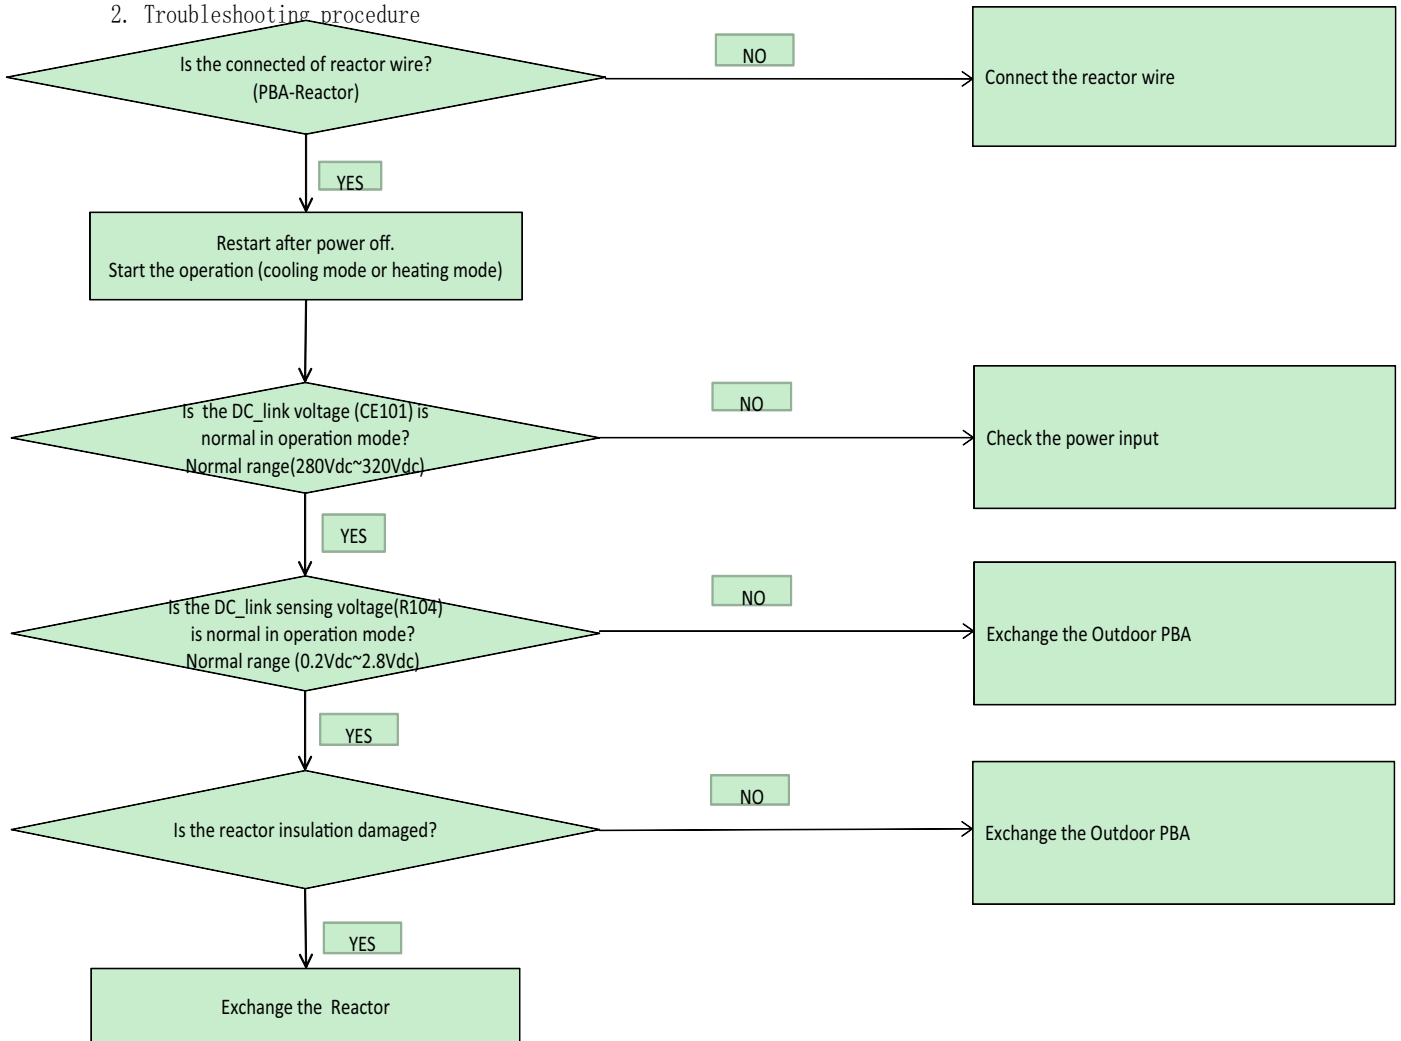 2. Troubleshooting procedure
Is the connected of reactor wire?
(PBA-Reactor)
NO
Connect the reactor wire
YES
Restart after power off.
Start the operation (cooling mode or heating mode)
Is the DC_link voltage (CE101) is
normal in operation mode?
Normal range(280Vdc~320Vdc)
NO
Check the power input
YES
Is the DC_link sensing voltage(R104)
is normal in operation mode?
Normal range (0.2Vdc~2.8Vdc)
NO
Exchange the Outdoor PBA
YES
Is the reactor insulation damaged?
NO
Exchange the Outdoor PBA
YES
Exchange the Reactor